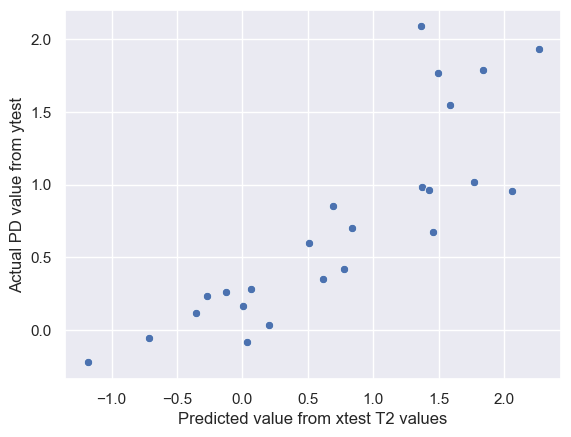 2.0
1.5
1.0
0.5
0.0
Actual PD value from ytest
−1.0 −0.5 0.0 0.5 1.0 1.5 2.0
Predicted value from xtest T2 values